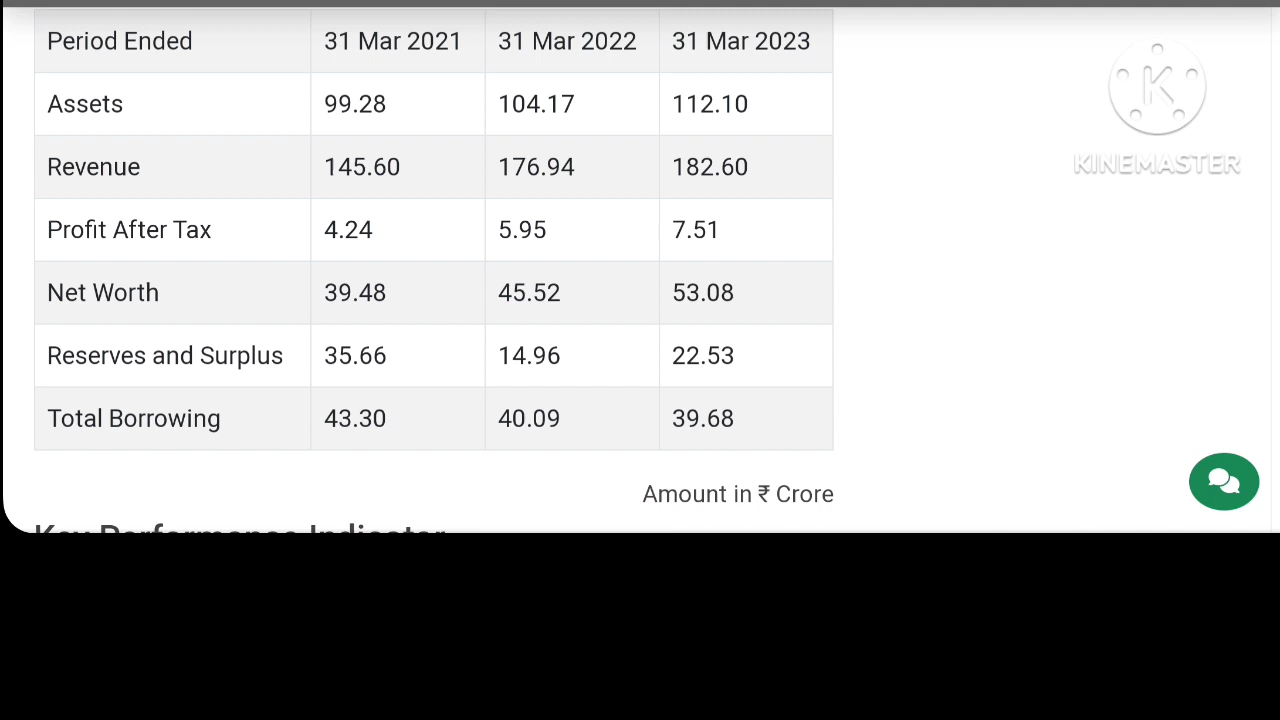 Period Ended 31 Mar 2021 31 Mar 2022 31 Mar 2023
Assets 99.28 104.17 112.10
Revenue 145.60 176.94 182.60
Profit After Tax 4.24 5.95 7.51
Net Worth 39.48 45.52 53.08
Reserves and Surplus 35.66 14.96 22.53
Total Borrowing 43.30 40.09 39.68
Amount in ₹ Crore
Key Performance Indicator
K
KINEMASTER